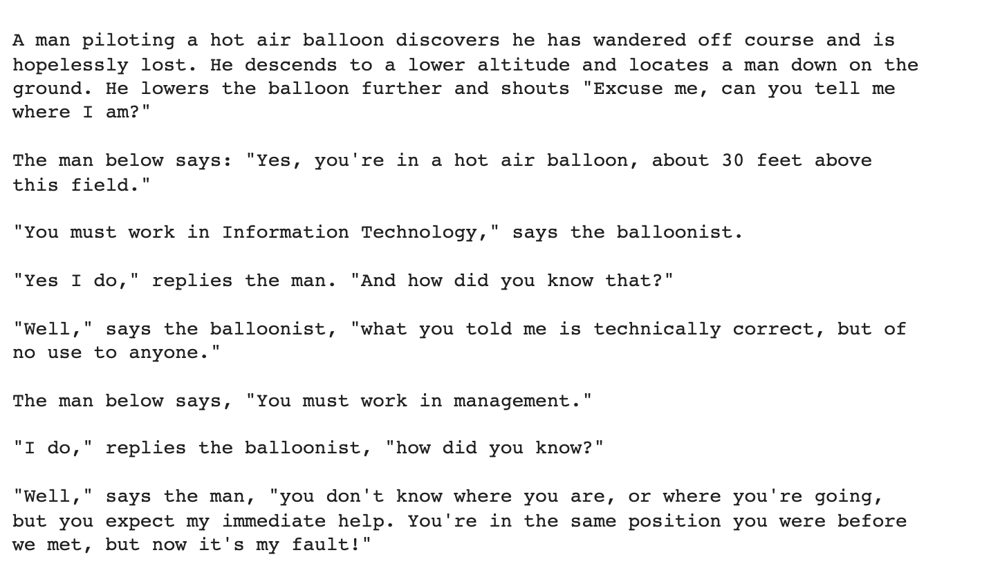 A man piloting a hot air balloon discovers he has wandered off course and is
hopelessly lost. He descends to a lower altitude and locates a man down on the
ground. He lowers the balloon further and shouts "Excuse me, can you tell me
where I am?"
The man below says: "Yes, you're in a hot air balloon, about 30 feet above
this field."
"You must work in Information Technology," says the balloonist.
"Yes I do," replies the man. "And how did you know that?"
"Well," says the balloonist, "what you told me is technically correct, but of
no use to anyone."
The man below says, "You must work in management."
"I do," replies the balloonist, "how did you know?"
"Well," says the man, "you don't know where you are, or where you're going,
but you expect my immediate help. You're in the same position you were before
we met, but now it's my fault!"